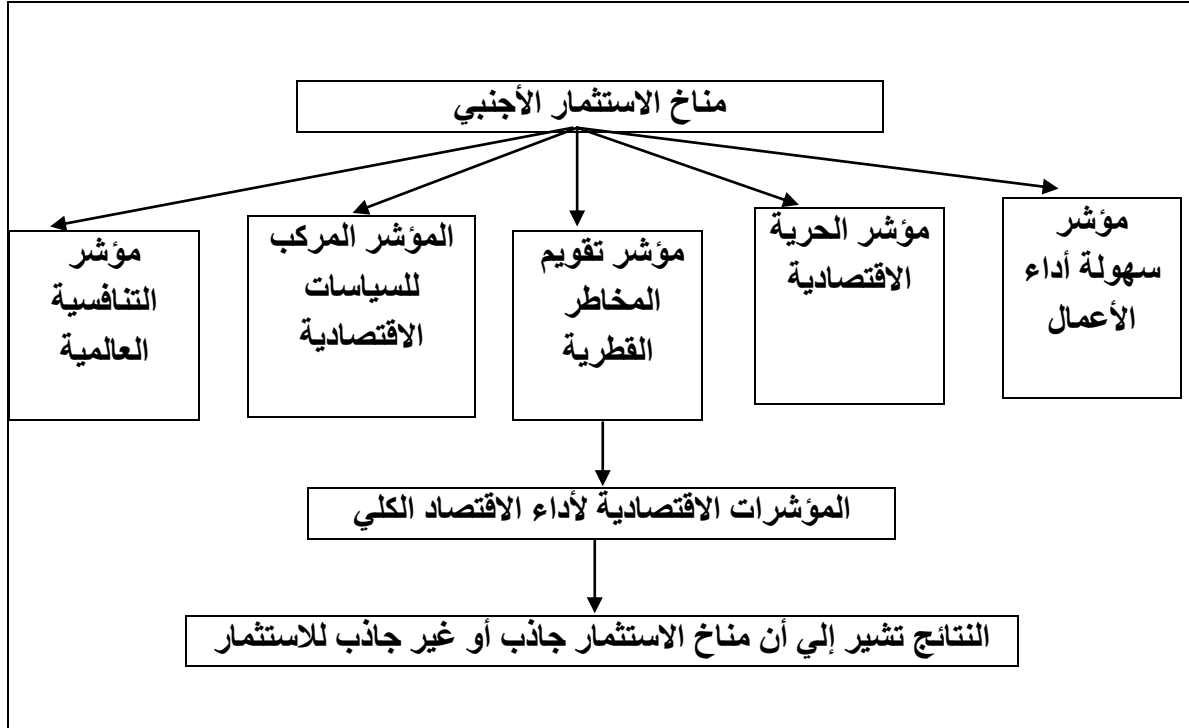 مناخ الاستثمار الأجنبي
مؤشر
سهولة أداء
الأعمال
مؤشر الحرية
الاقتصادية
مؤشر تقويم
المخاطر
القطرية
المؤشر المركب
للسياسات
الاقتصادية
مؤشر
التنافسية
العالمية
المؤشرات الاقتصادية لأداء الاقتصاد الكلي
النتائج تشير إلي أن مناخ الاستثمار جاذب أو غير جاذب للاستثمار